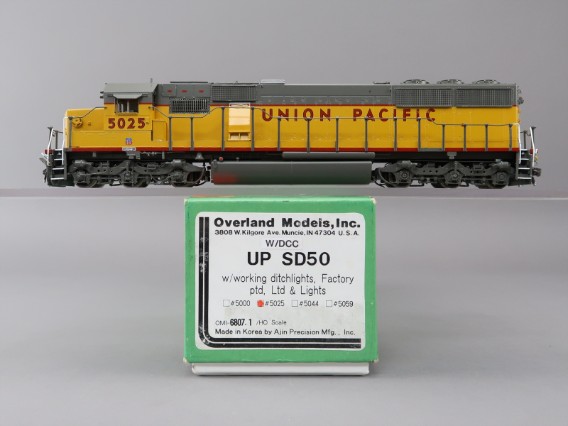 5025
UNION PACIFIC
Overland Models, Inc.
3808 W. Kilgore Ave. Muncie, IN 47304 U.S.A.
W/DCC
UP SD50
w/working ditchlights, Factory
ptd, Ltd & Lights
#5000 #5025 #5044 #5059
OMI-6807.1 /HO Scale
Made in Korea by Ajin Precision Mfg., Inc.